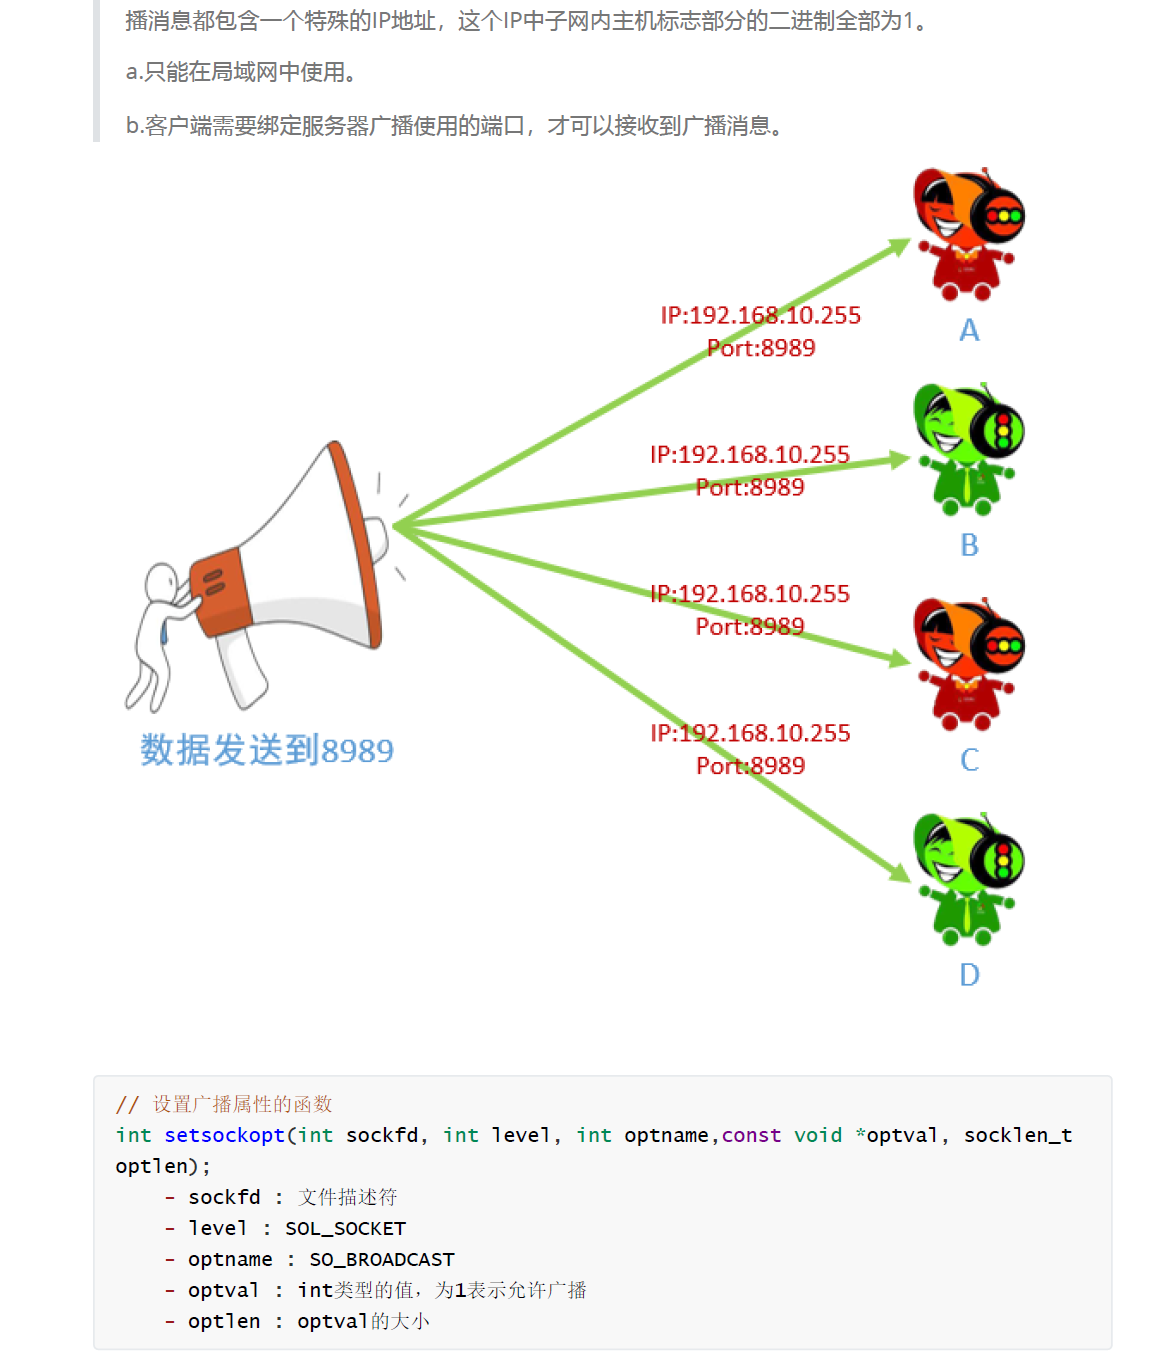 播消息都包含一个特殊的IP地址，这个IP中子网内主机标志部分的二进制全部为1。
a.只能在局域网中使用。
b.客户端需要绑定服务器广播使用的端口，才可以接收到广播消息。
IP:192.168.10.255
Port:8989
A
IP:192.168.10.255
Port:8989
B
IP:192.168.10.255
Port:8989
C
数据发送到8989
IP:192.168.10.255
Port:8989
D
// 设置广播属性的函数
int setsockopt(int sockfd, int level, int optname,const void *optval, socklen_t
optlen);
- sockfd : 文件描述符
- level : SOL_SOCKET
- optname : SO_BROADCAST
- optval : int类型的值，为1表示允许广播
- optlen : optval的大小